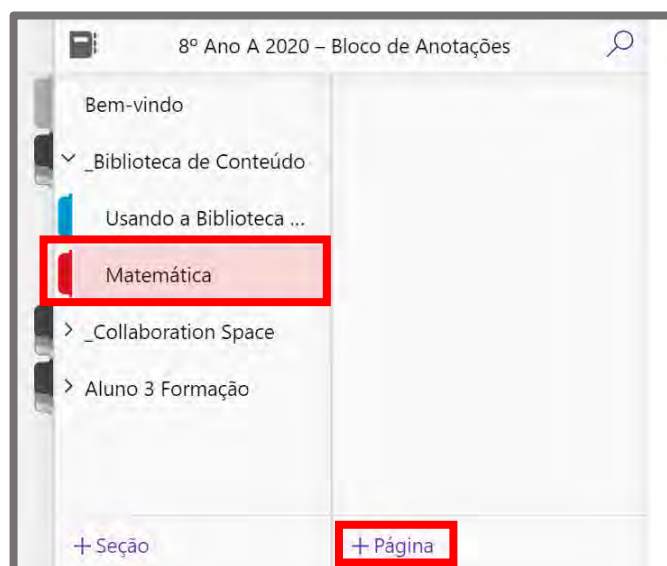 8º Ano A 2020 – Bloco de Anotações
Bem-vindo
_Biblioteca de Conteúdo
Usando a Biblioteca ...
Matemática
_Collaboration Space
Aluno 3 Formação
+ Seção
+ Página